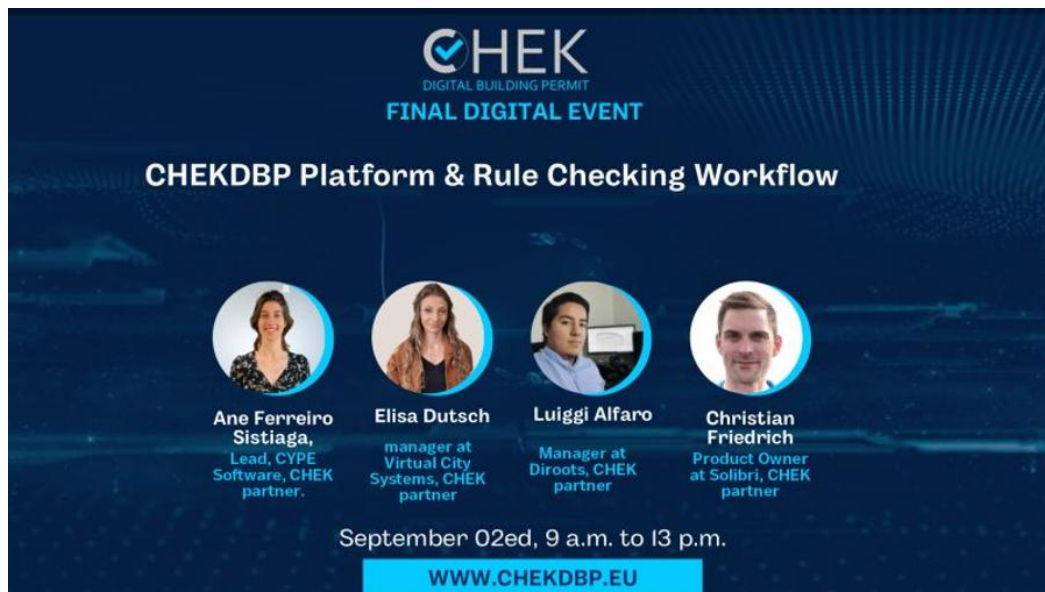 CHEK
DIGITAL BUILDING PERMIT
FINAL DIGITAL EVENT
CHEKDBP Platform & Rule Checking Workflow
Ane Ferreiro
Sistiaga,
Lead, CYPE
Software, CHEK
partner.
Elisa Dutsch
manager at
Virtual City
Systems, CHEK
partner
Luiggi Alfaro
Manager at
Diroots, CHEK
partner
Christian
Friedrich
Product Owner
at Solibri, CHEK
partner
September 02ed, 9 a.m. to 13 p.m.
WWW.CHEKDBP.EU